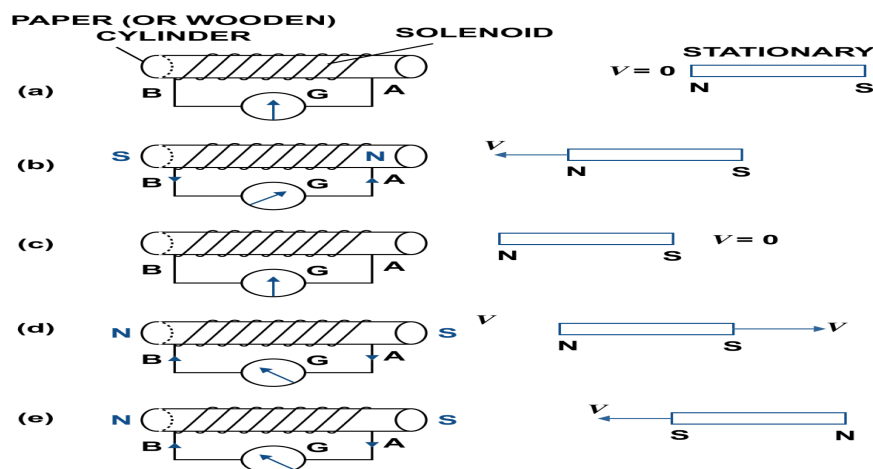 PAPER (OR WOODEN)
CYLINDER
SOLENOID
STATIONARY
V = 0
N S
(a)
B G A
V
S N
(b)
B G A
N S
(c)
B G A
N S
V = 0
(d)
N S
V
B G A
N S
V
(e)
N S
B G A
V
S N